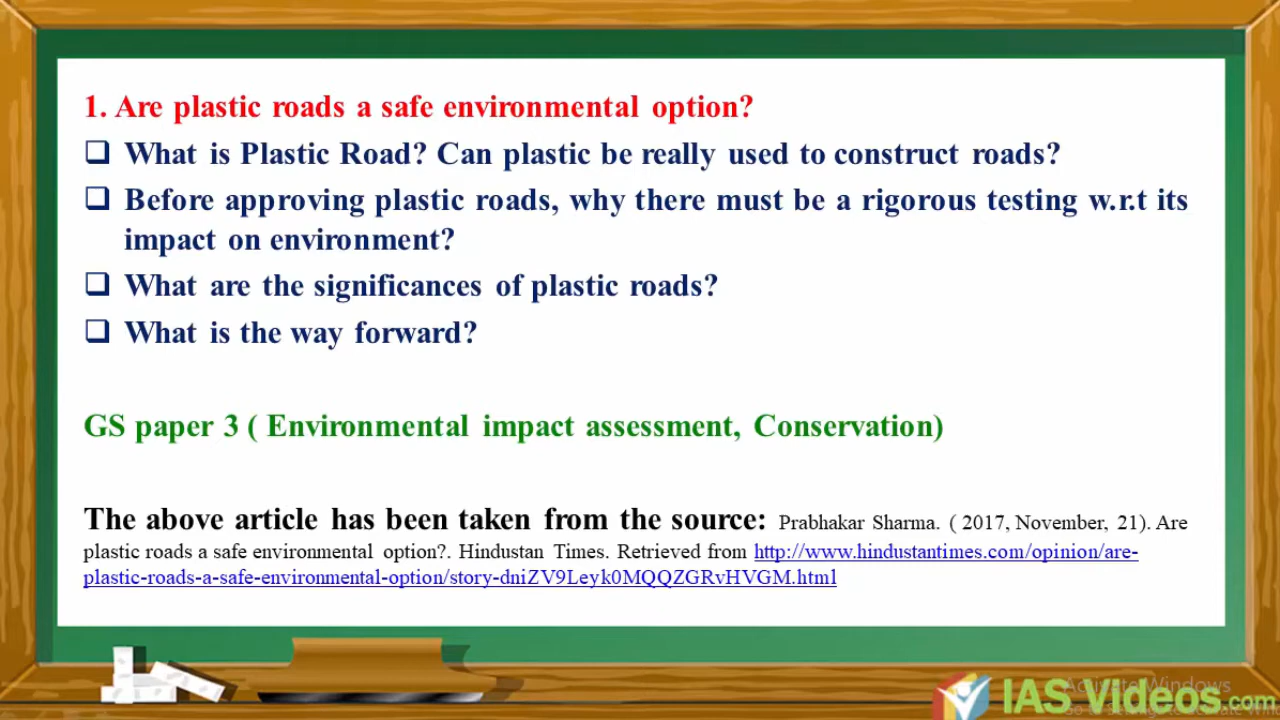 1. Are plastic roads a safe environmental option?
❑ What is Plastic Road? Can plastic be really used to construct roads?
❑ Before approving plastic roads, why there must be a rigorous testing w.r.t its
impact on environment?
❑ What are the significances of plastic roads?
❑ What is the way forward?
GS paper 3 ( Environmental impact assessment, Conservation)
The above article has been taken from the source: Prabhakar Sharma. ( 2017, November, 21). Are
plastic roads a safe environmental option?. Hindustan Times. Retrieved from http://www.hindustantimes.com/opinion/are-
plastic-roads-a-safe-environmental-option/story-dniZV9Leyk0MQQZGRvHVGM.html
Activate Windows
IAS Videos.com